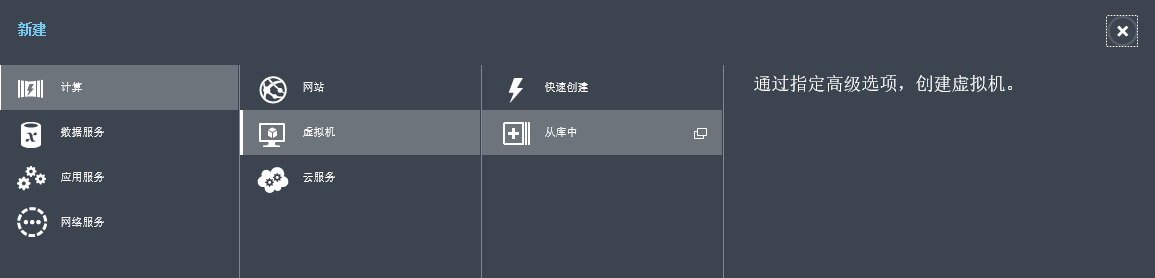 新建
计算
数据服务
应用服务
网络服务
网站
虚拟机
云服务
快速创建
从库中
通过指定高级选项，创建虚拟机。